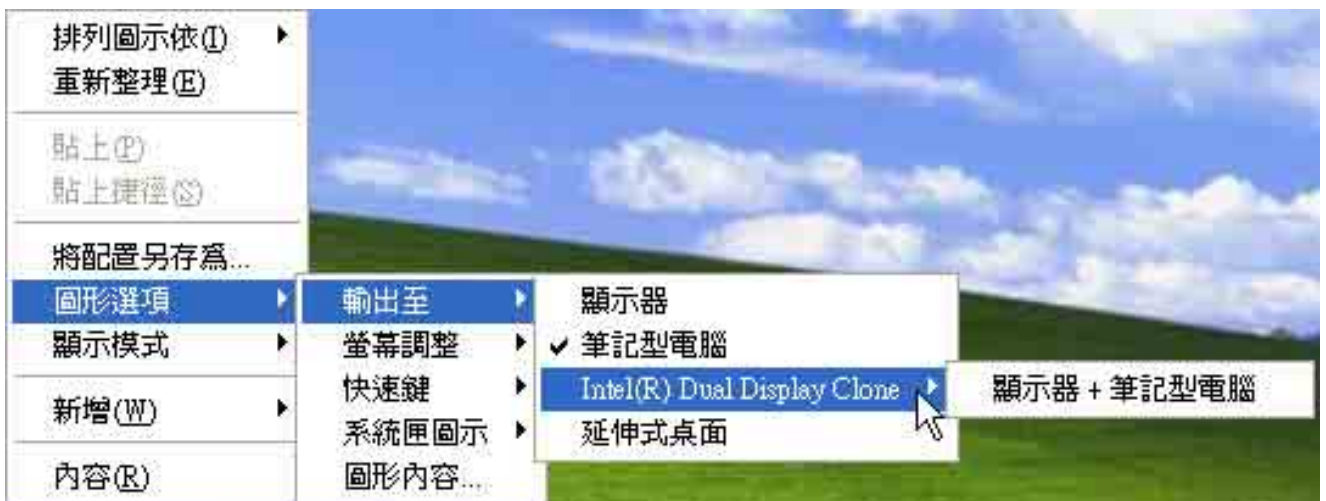 排列圖示依(I)
重新整理(E)
貼上(P)
貼上捷徑(S)
將配置另存為...
圖形選項
顯示模式
新增(W)
內容(R)
輸出至
螢幕調整
快速鍵
系統匣圖示
圖形內容...
顯示器
筆記型電腦
Intel(R) Dual Display Clone
延伸式桌面
顯示器 + 筆記型電腦